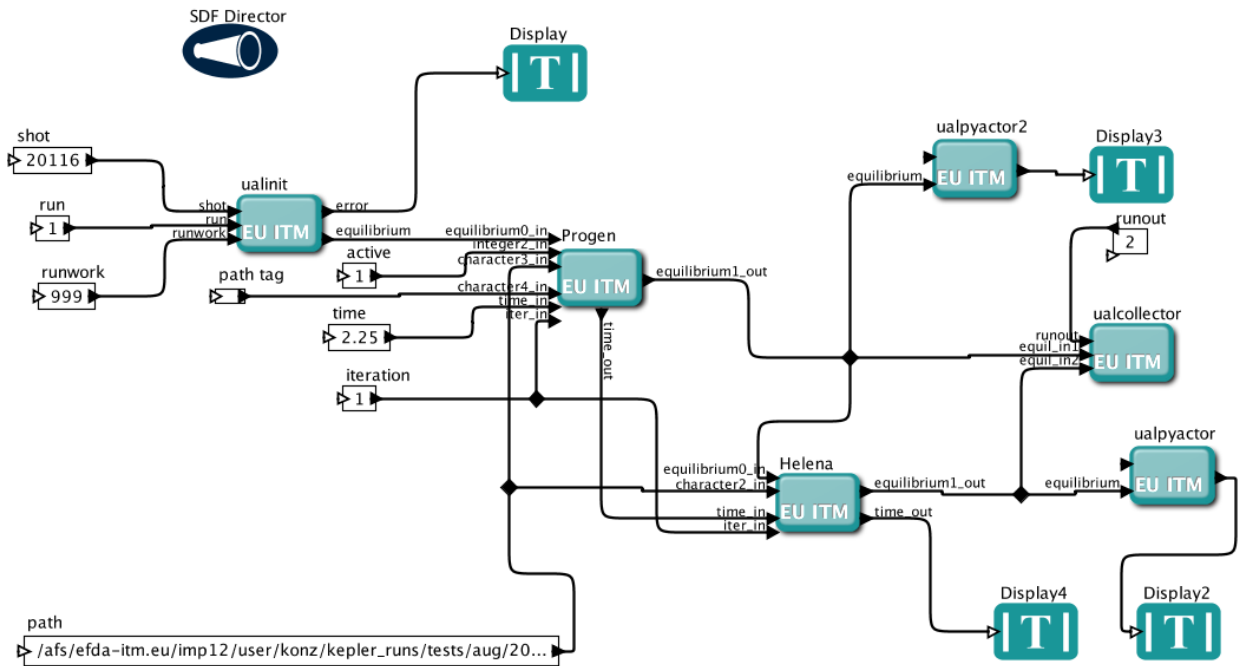 SDF Director
Display
T
shot
20116
run
1
runwork
999
ualinit
shot
run
runwork
EU ITM
error
equilibrium
path tag
active
1
time
2.25
iteration
1
Progen
equilibrium0_in
integer2_in
character3_in
character4_in
time_in
iter_in
EU ITM
equilibrium1_out
time_out
ualpyactor2
equilibrium
EU ITM
Display3
T
runout
2
ualcollector
runout
equil_in1
equil_in2
EU ITM
Helena
equilibrium0_in
character2_in
time_in
iter_in
EU ITM
equilibrium1_out
time_out
ualpyactor
equilibrium
EU ITM
Display4
T
Display2
T
path
/afs/efda-itm.eu/imp12/user/konz/kepler_runs/tests/aug/20...